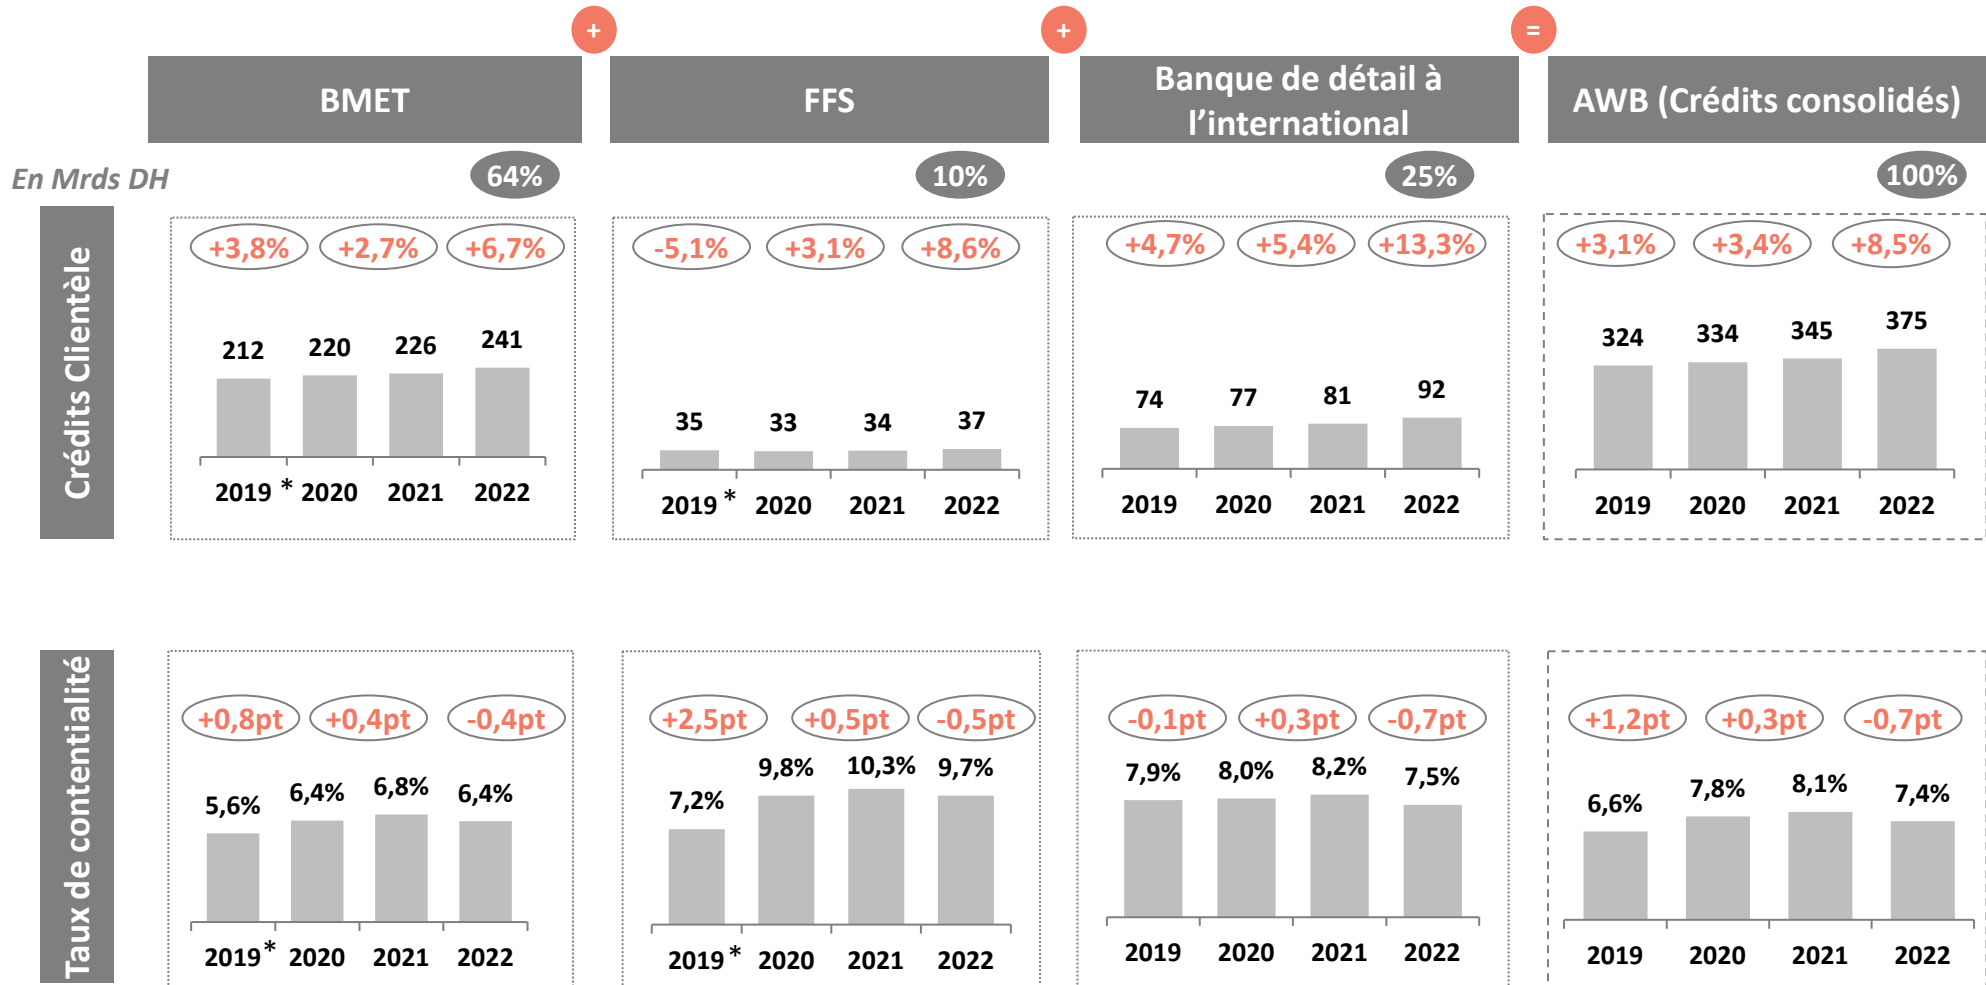 + + =
BMET FFS Banque de détail à l’international AWB (Crédits consolidés)
En Mrds DH 64% 10% 25% 100%
Crédits Clientèle
+3,8% +2,7% +6,7%
212 220 226 241
2019 * 2020 2021 2022
-5,1% +3,1% +8,6%
35 33 34 37
2019 * 2020 2021 2022
+4,7% +5,4% +13,3%
74 77 81 92
2019 2020 2021 2022
+3,1% +3,4% +8,5%
324 334 345 375
2019 2020 2021 2022
Taux de contentialité
+0,8pt +0,4pt -0,4pt
5,6% 6,4% 6,8% 6,4%
2019 * 2020 2021 2022
+2,5pt +0,5pt -0,5pt
7,2% 9,8% 10,3% 9,7%
2019 * 2020 2021 2022
-0,1pt +0,3pt -0,7pt
7,9% 8,0% 8,2% 7,5%
2019 2020 2021 2022
+1,2pt +0,3pt -0,7pt
6,6% 7,8% 8,1% 7,4%
2019 2020 2021 2022